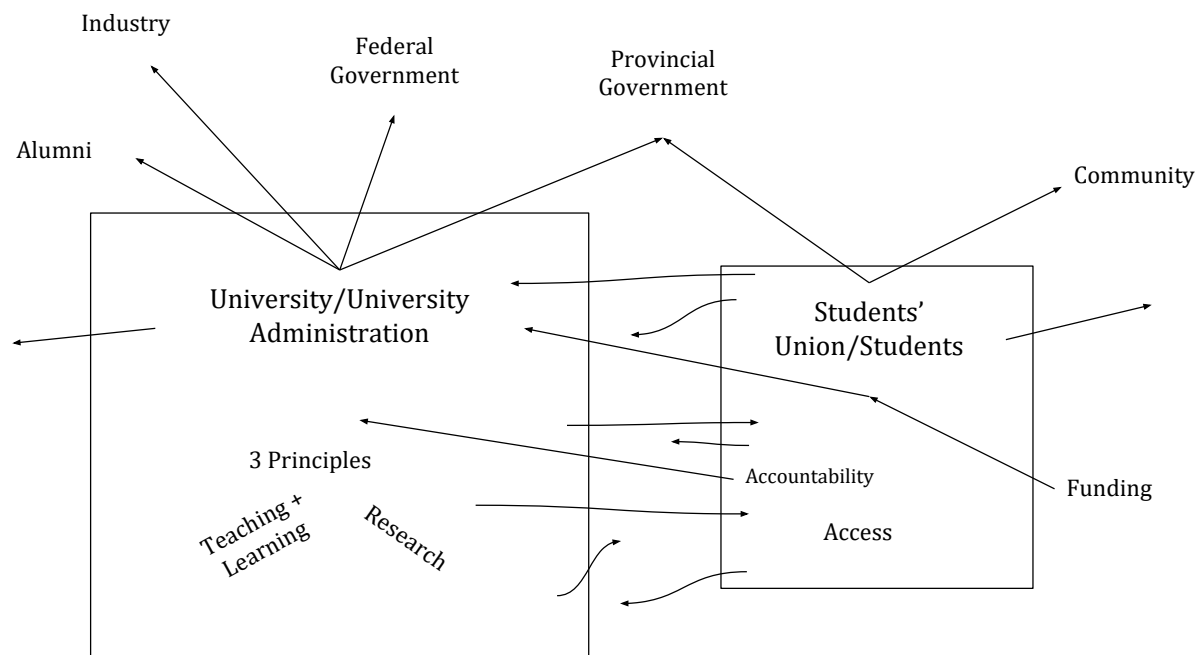 Industry
Federal
Government
Provincial
Government
Alumni
Community
University/University
Administration
Students’
Union/Students
3 Principles
Accountability
Funding
Teaching +
Learning
Research
Access